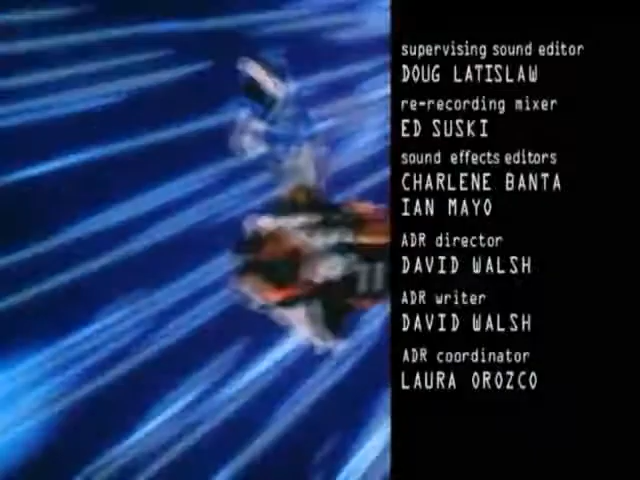 supervising sound editor
DOUG LATISLAW
re-recording mixer
ED SUSKI
sound effects editors
CHARLENE BANTA
IAN MAYO
ADR director
DAVID WALSH
ADR writer
DAVID WALSH
ADR coordinator
LAURA OROZCO